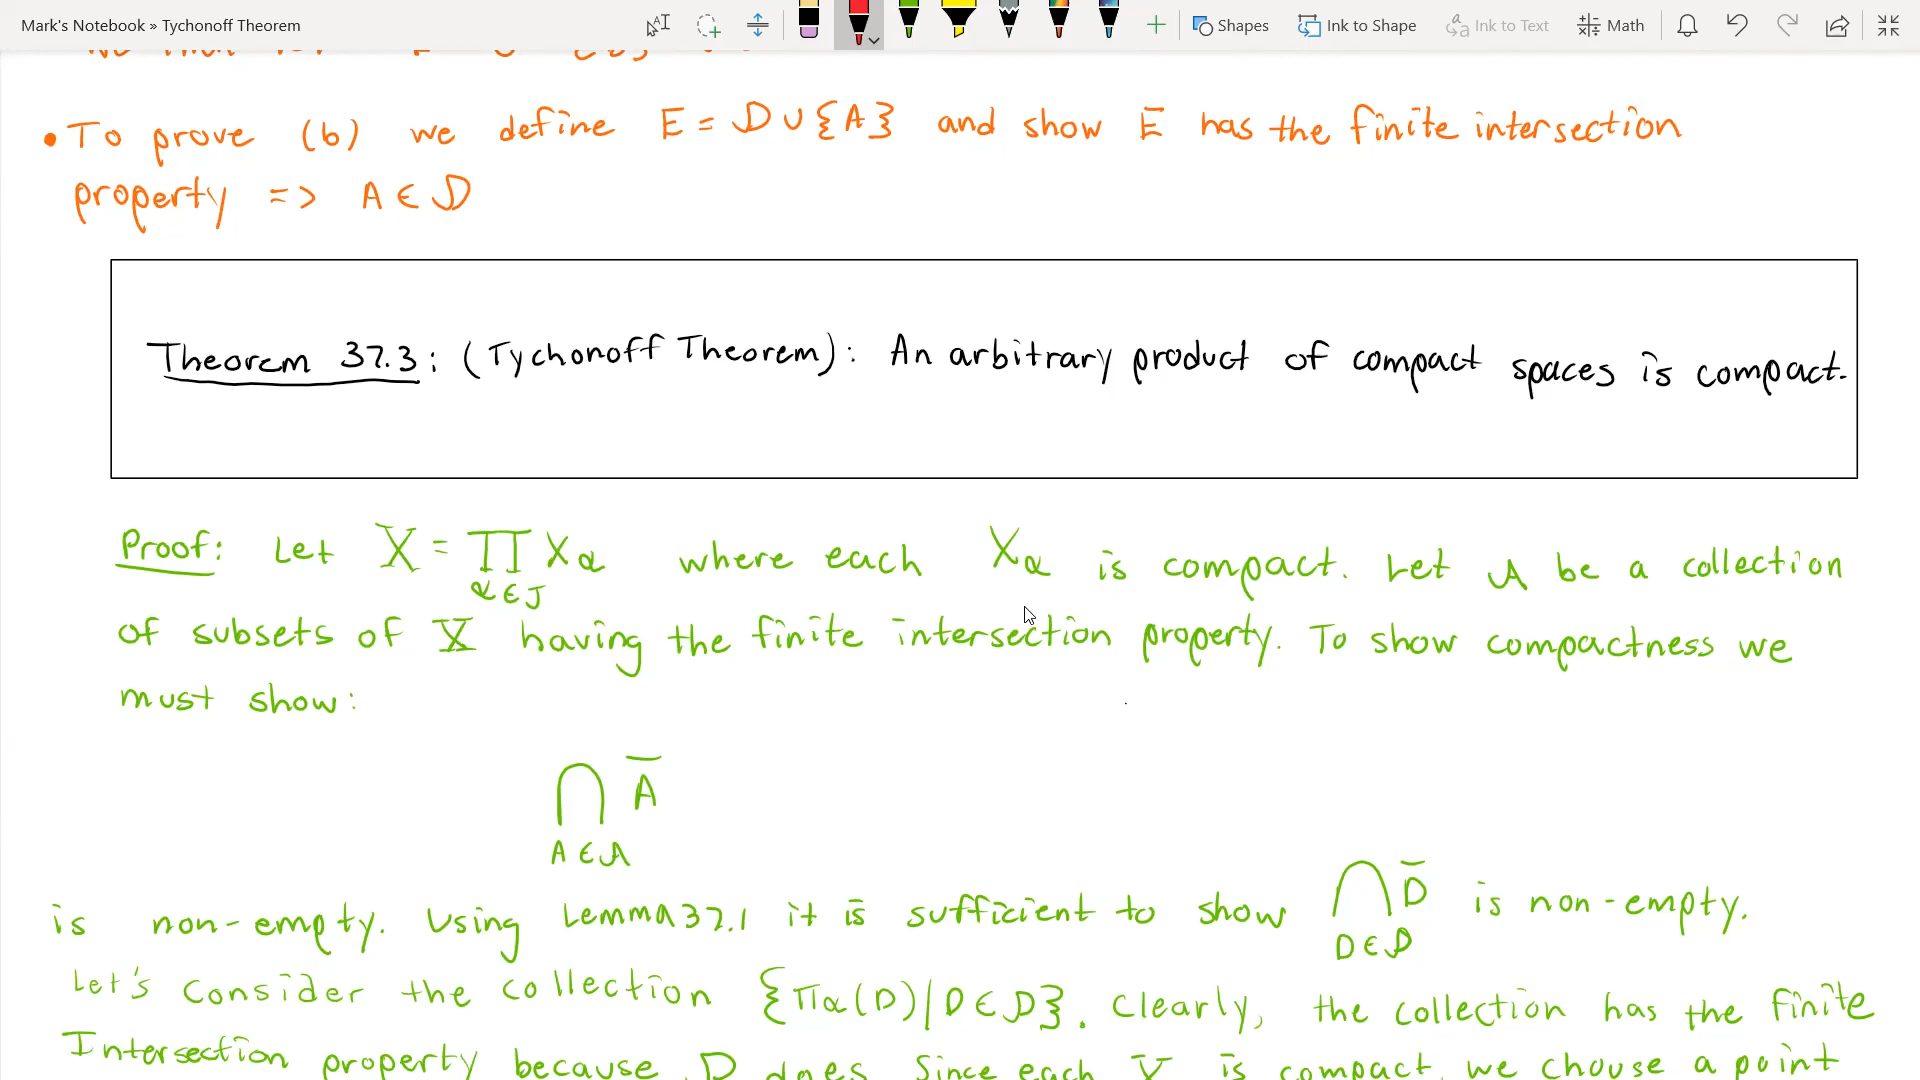 Mark's Notebook » Tychonoff Theorem
Shapes Ink to Shape Ink to Text Math
• To prove (b) we define E = D ∪ {A} and show E has the finite intersection
property => A ∈ D
Theorem 37.3: (Tychonoff Theorem): An arbitrary product of compact spaces is compact.
Proof: Let X = ∏ Xα where each Xα is compact. Let A be a collection
α∈J
of subsets of X having the finite intersection property. To show compactness we
must show:
⋂ A̅
A∈A
is non-empty. Using Lemma 37.1 it is sufficient to show ⋂ D̅ is non-empty.
D∈D
Let's consider the collection {πα(D) | D∈D}. Clearly, the collection has the finite
Intersection property because D does. Since each X is compact, we choose a point